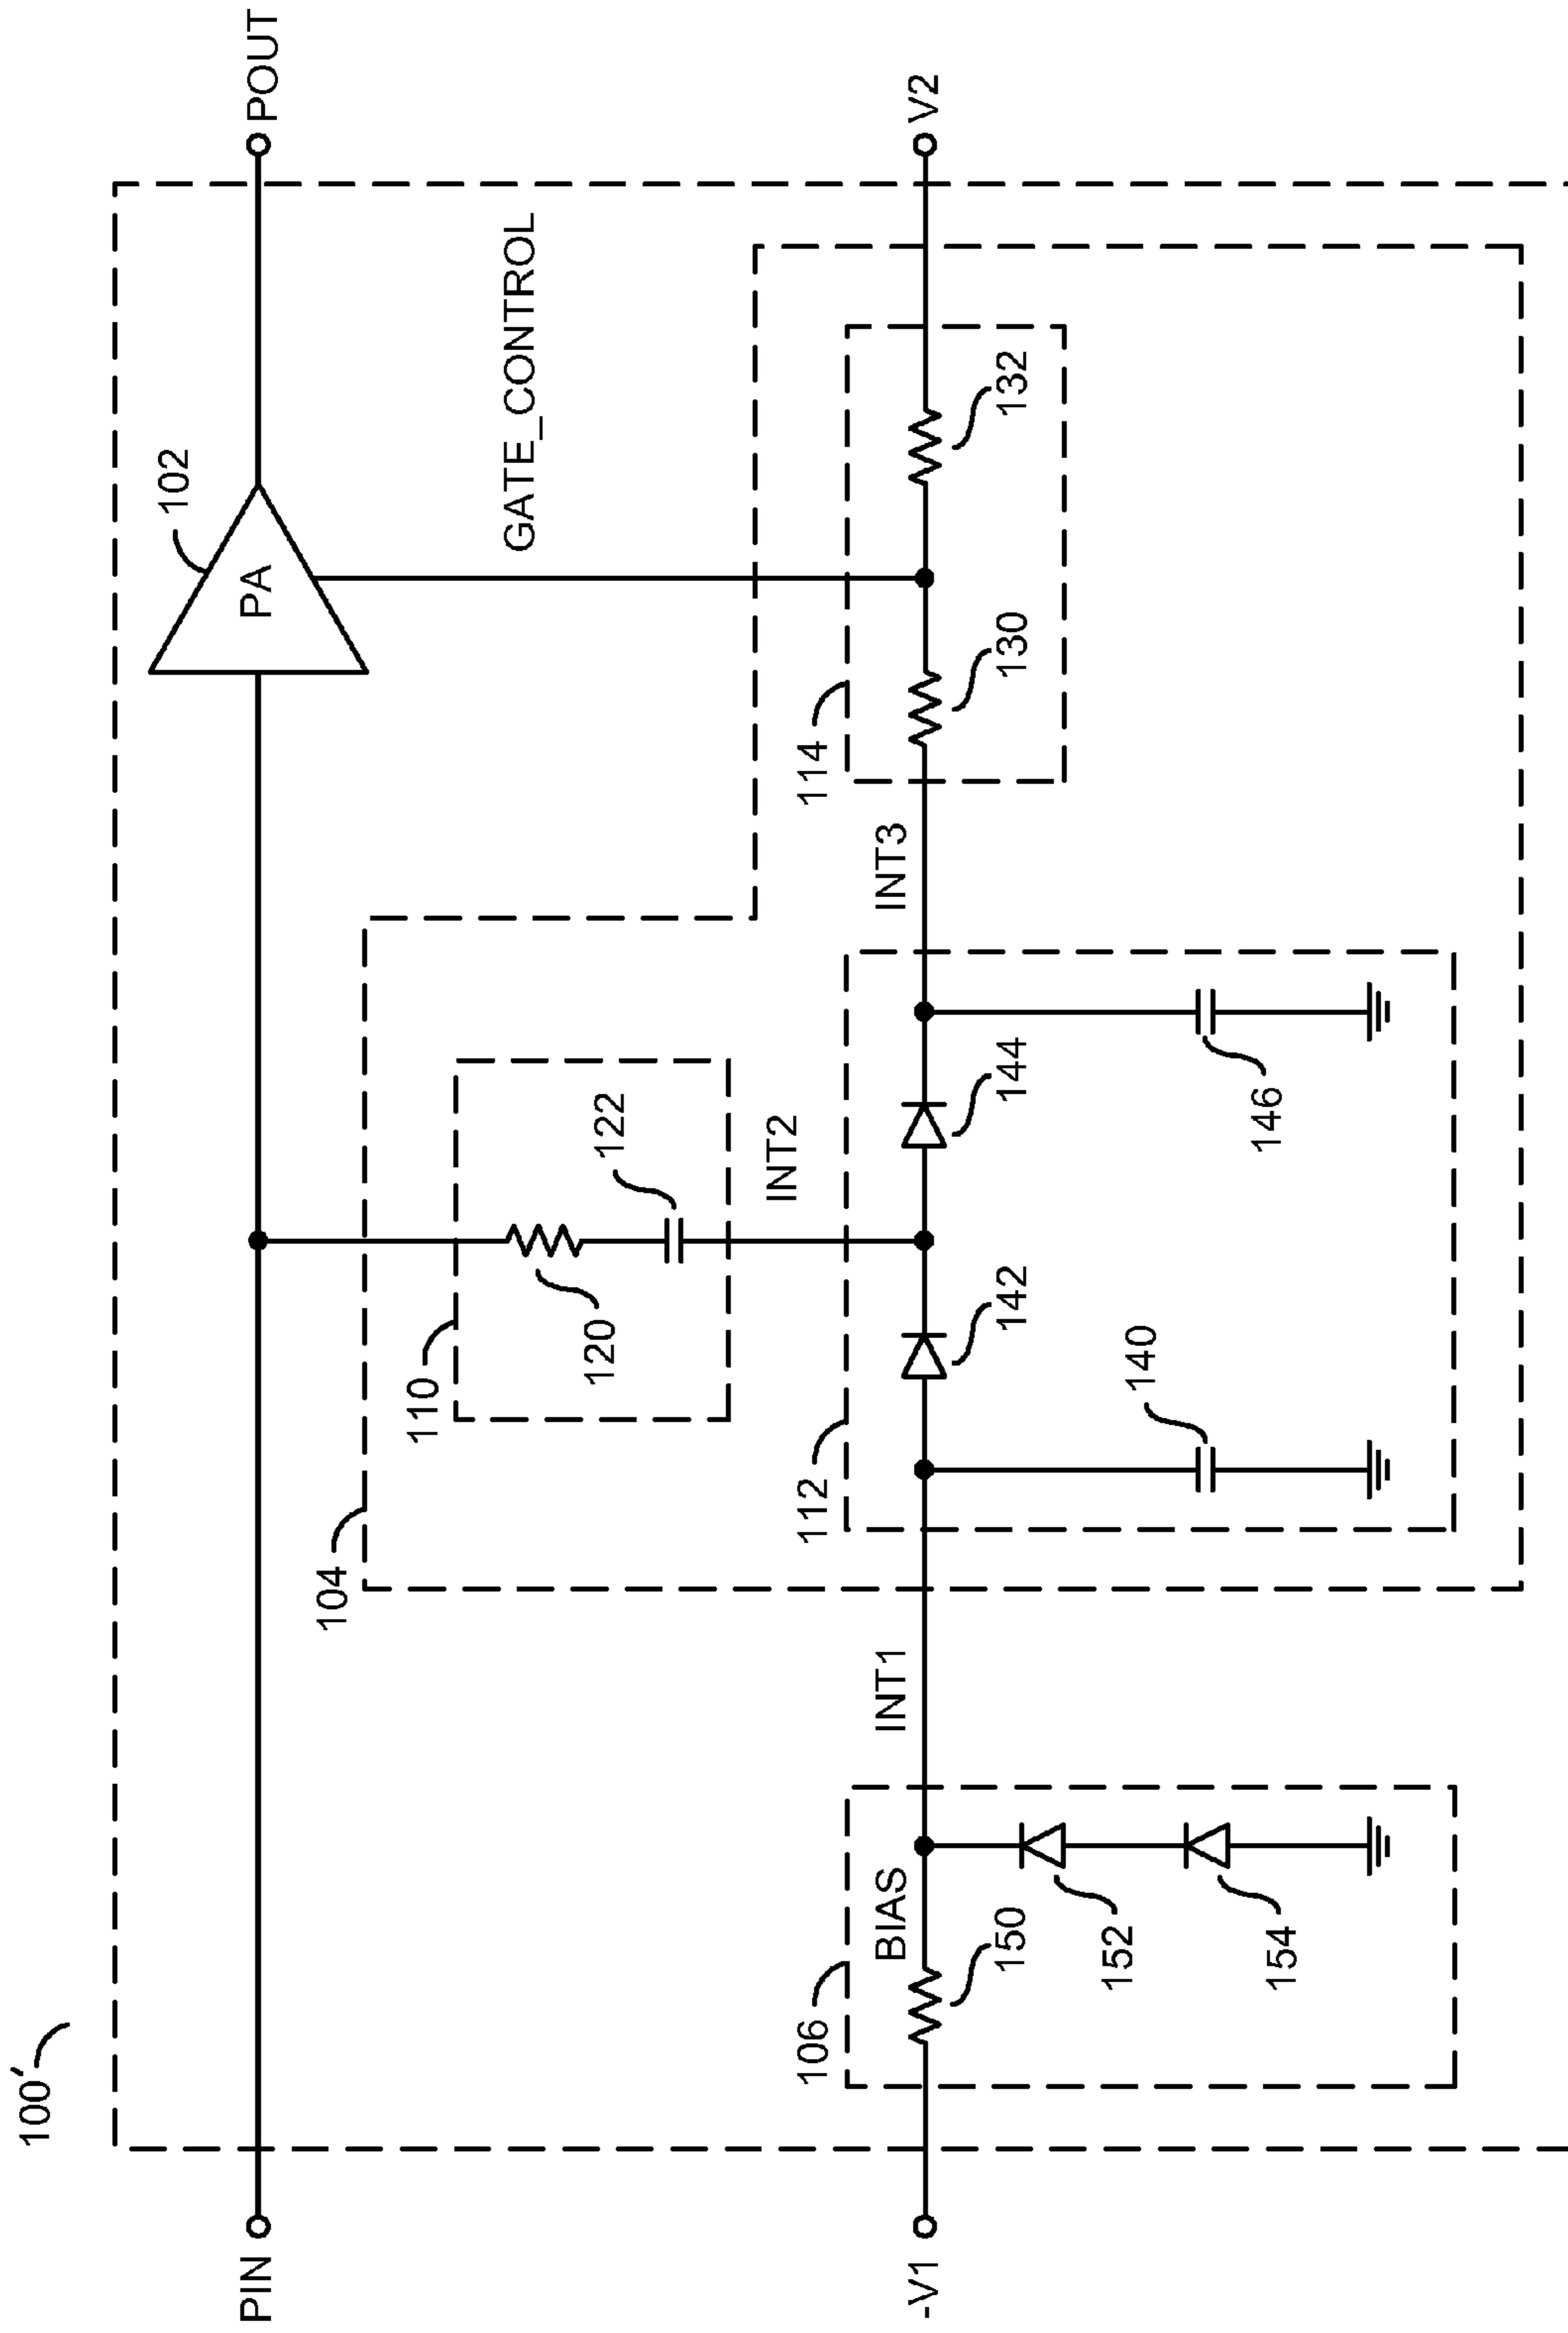 100'
PIN
PA
102
POUT
104
110
120
122
INT2
GATE_CONTROL
-V1
106
BIAS
150
152
154
INT1
112
140
142
144
146
INT3
114
130
132
V2